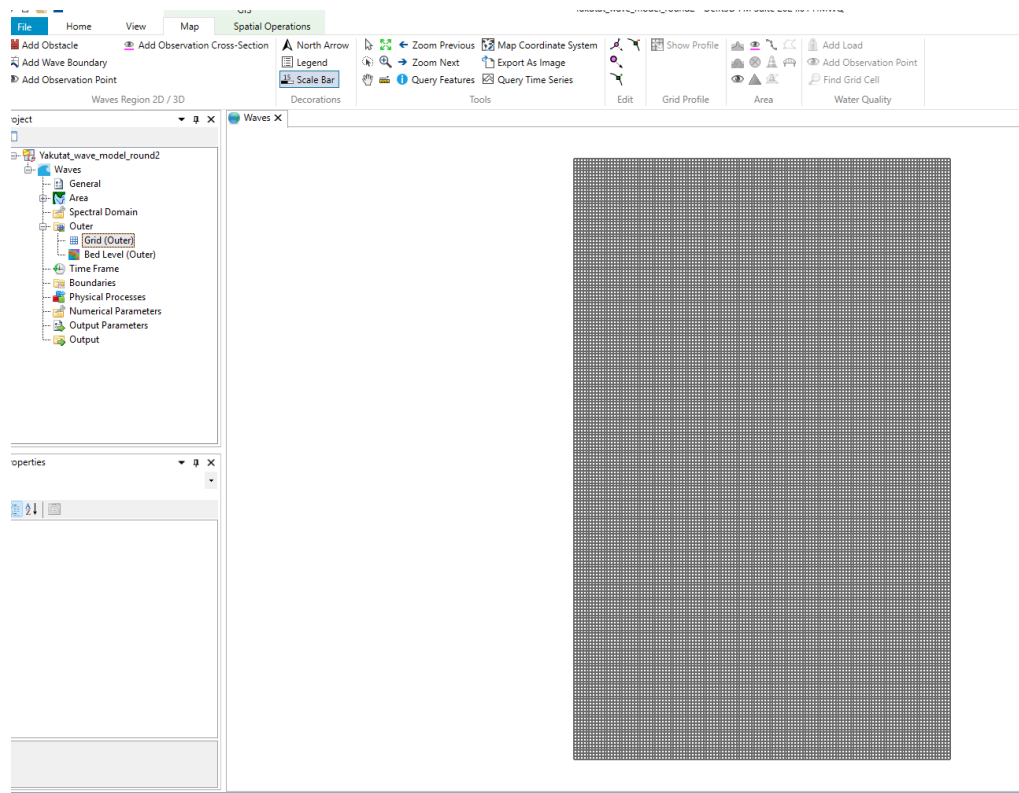 GIS
File Home View Map Spatial Operations
Add Obstacle Add Observation Cross-Section North Arrow Zoom Previous Map Coordinate System Show Profile Add Load
Add Wave Boundary Legend Zoom Next Export As Image Add Observation Point
Add Observation Point Scale Bar Query Features Query Time Series Find Grid Cell
Waves Region 2D / 3D Decorations Tools Edit Grid Profile Area Water Quality
oject Waves
Yakutat_wave_model_round2
Waves
General
Area
Spectral Domain
Outer
Grid (Outer)
Bed Level (Outer)
Time Frame
Boundaries
Physical Processes
Numerical Parameters
Output Parameters
Output
operties